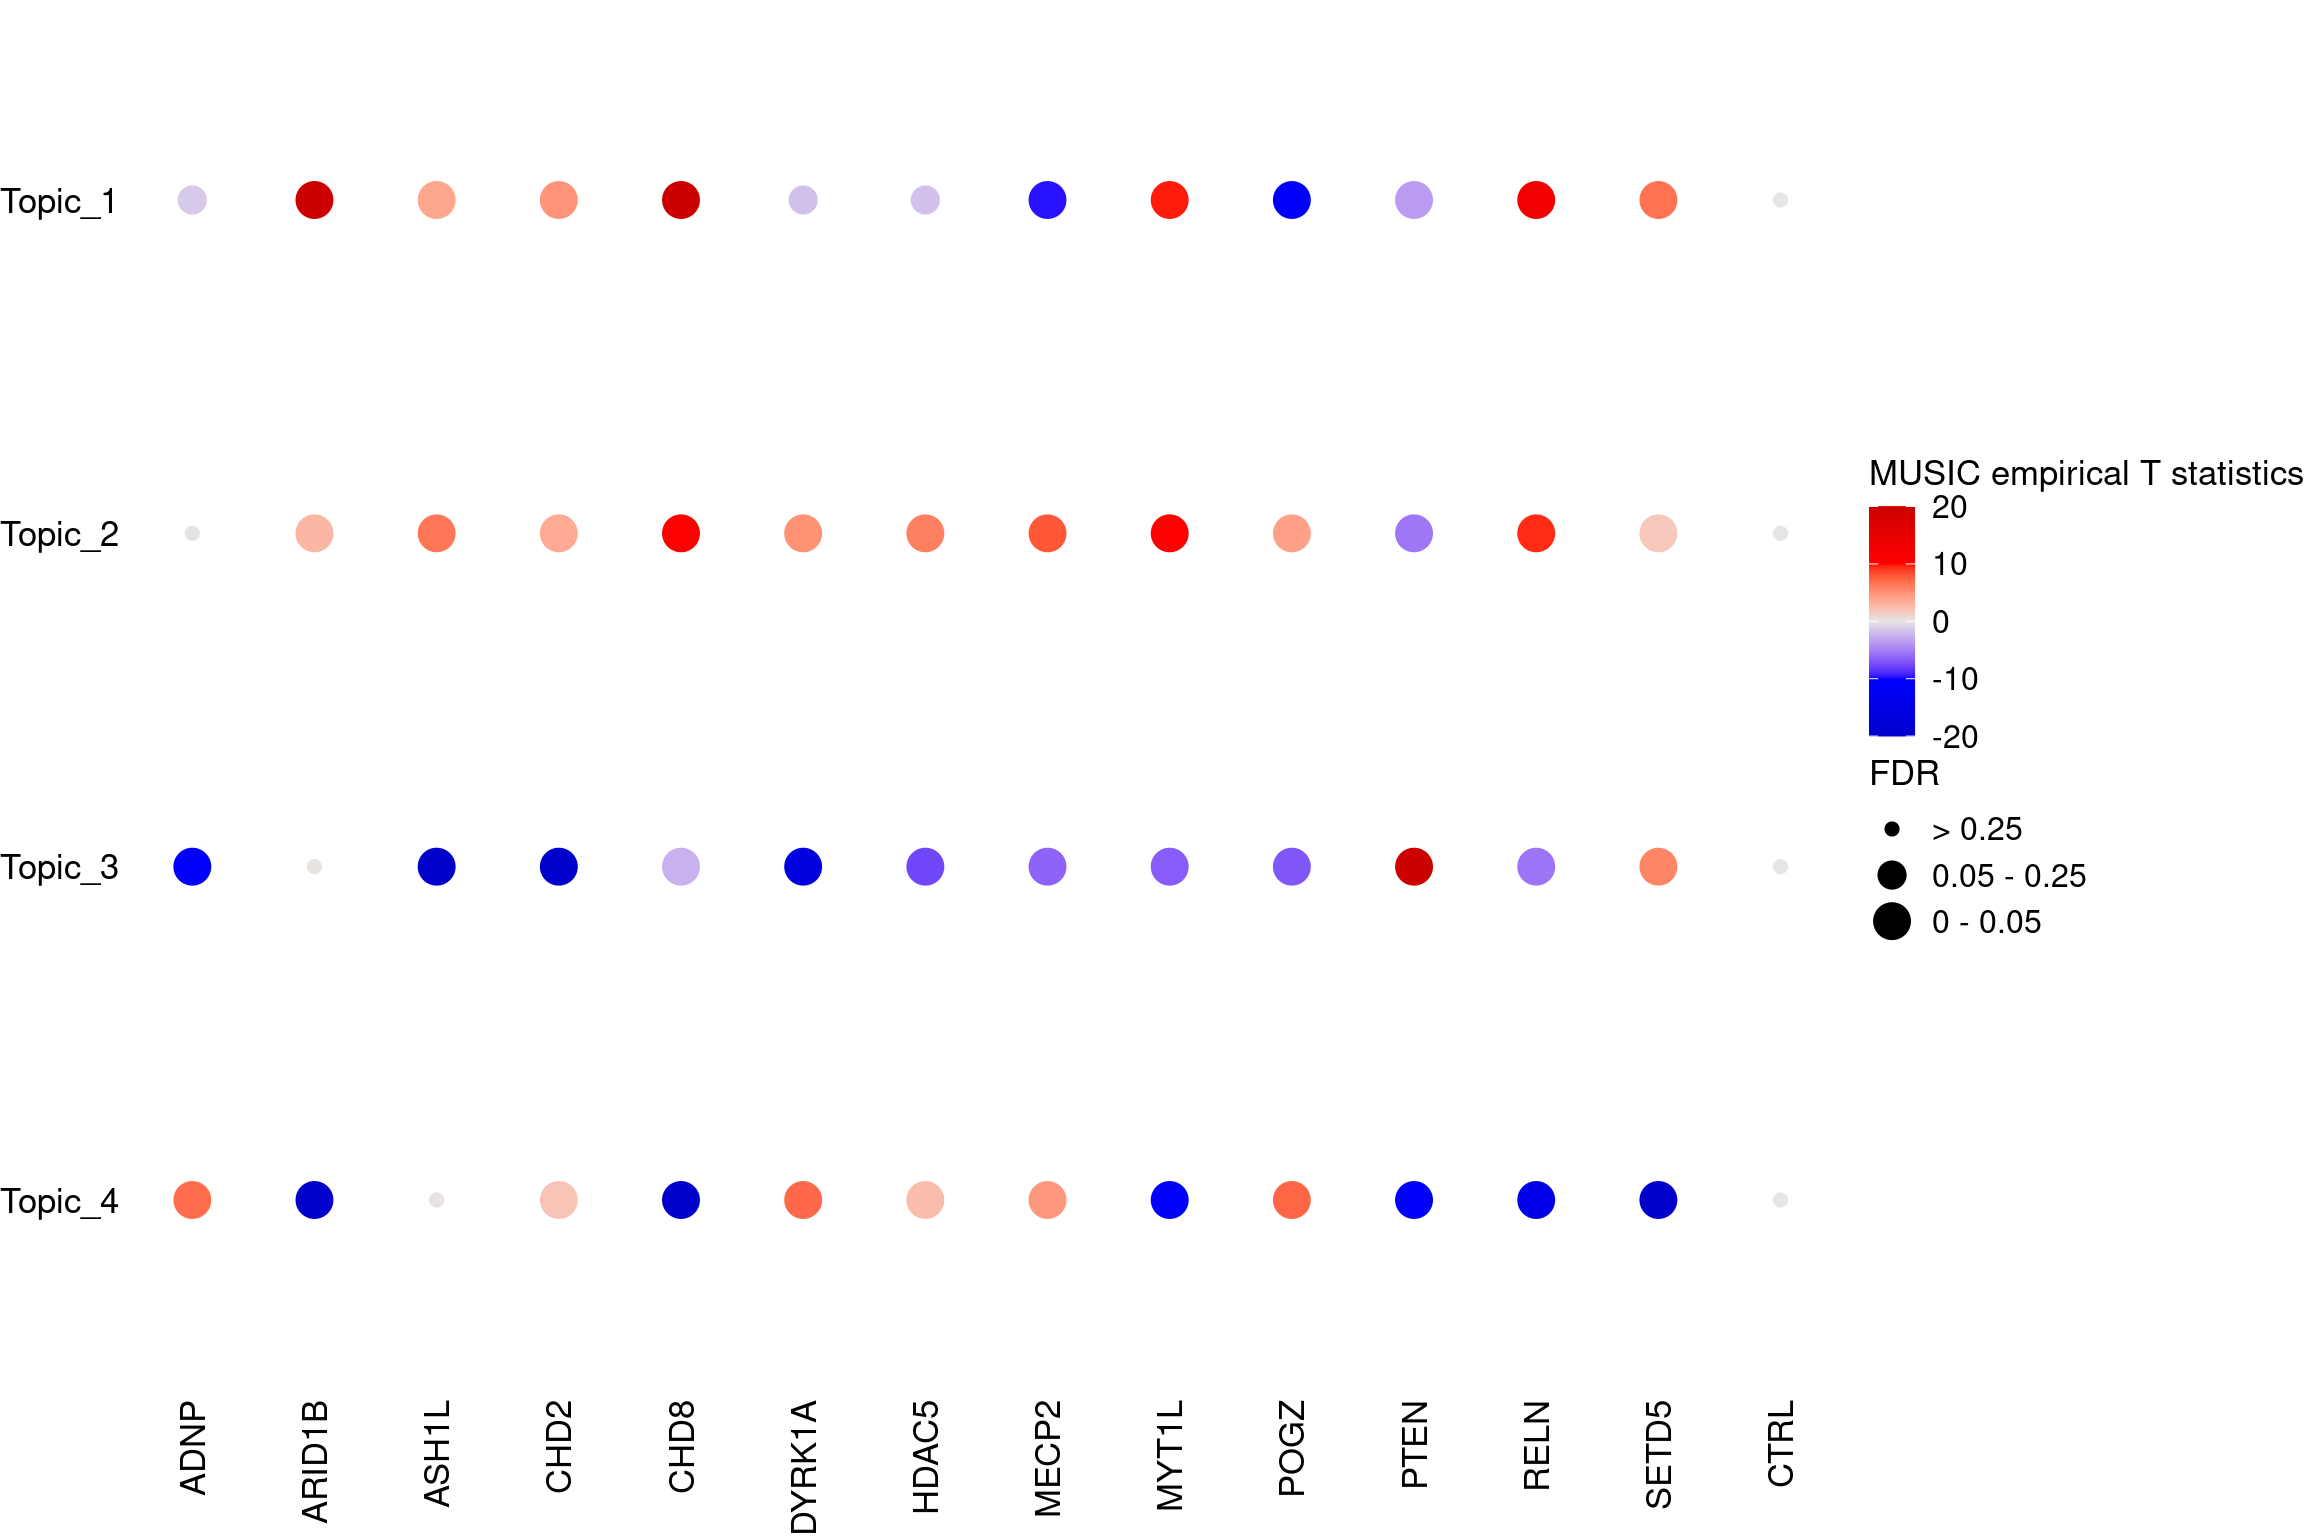 Topic_1
Topic_2
Topic_3
Topic_4
ADNP
ARID1B
ASH1L
CHD2
CHD8
DYRK1A
HDAC5
MECP2
MYT1L
POGZ
PTEN
RELN
SETD5
CTRL
MUSIC empirical T statistics
20
10
0
-10
-20
FDR
> 0.25
0.05 - 0.25
0 - 0.05